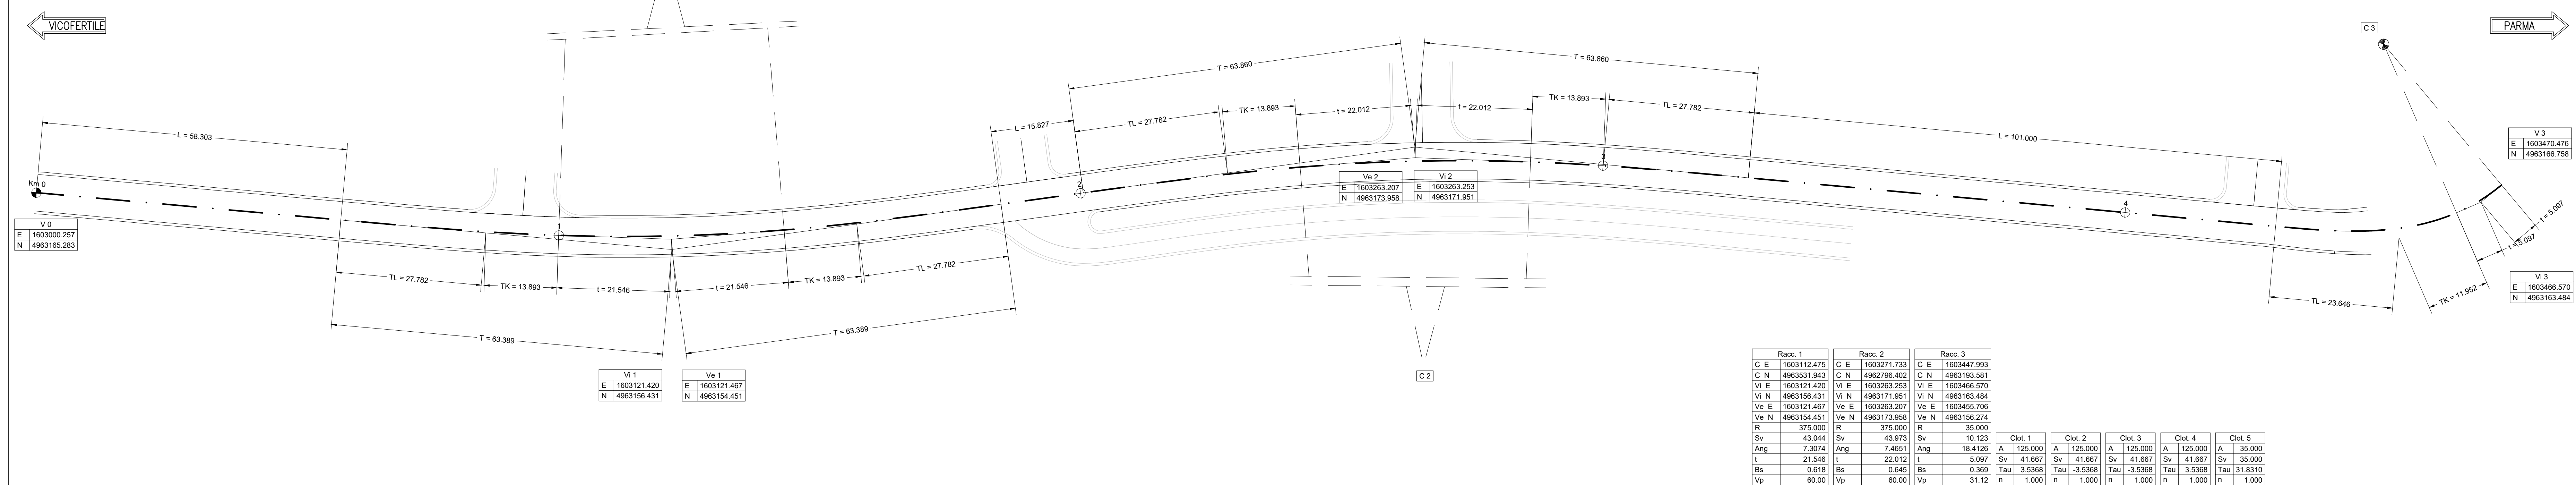 VICOFERTILE
PARMA
C 3
T = 63.860
T = 63.860
TK = 13.893
t = 22.012
t = 22.012
TK = 13.893
TL = 27.782
TL = 27.782
L = 58.303
L = 15.827
L = 101.000
V 3
E 1603470.476
N 4963166.758
Km 0
1
2
3
4
Ve 2
E 1603263.207
N 4963173.958
Vi 2
E 1603263.253
N 4963171.951
V 0
E 1603000.257
N 4963165.283
t = 5.097
t = 5.097
TL = 27.782
TK = 13.893
t = 21.546
t = 21.546
TK = 13.893
TL = 27.782
Vi 3
E 1603466.570
N 4963163.484
TK = 11.952
TL = 23.646
T = 63.389
T = 63.389
Vi 1
E 1603121.420
N 4963156.431
Ve 1
E 1603121.467
N 4963154.451
C 2
Racc. 1
C E 1603112.475
C N 4963531.943
Vi E 1603121.420
Vi N 4963156.431
Ve E 1603121.467
Ve N 4963154.451
R 375.000
Sv 43.044
Ang 7.3074
t 21.546
Bs 0.618
Vp 60.00
Racc. 2
C E 1603271.733
C N 4962796.402
Vi E 1603263.253
Vi N 4963171.951
Ve E 1603263.207
Ve N 4963173.958
R 375.000
Sv 43.973
Ang 7.4651
t 22.012
Bs 0.645
Vp 60.00
Racc. 3
C E 1603447.993
C N 4963193.581
Vi E 1603466.570
Vi N 4963163.484
Ve E 1603455.706
Ve N 4963156.274
R 35.000
Sv 10.123
Ang 18.4126
t 5.097
Bs 0.369
Vp 31.12
Clot. 1
A 125.000
Sv 41.667
Tau 3.5368
n 1.000
Clot. 2
A 125.000
Sv 41.667
Tau -3.5368
n 1.000
Clot. 3
A 125.000
Sv 41.667
Tau -3.5368
n 1.000
Clot. 4
A 125.000
Sv 41.667
Tau 3.5368
n 1.000
Clot. 5
A 35.000
Sv 35.000
Tau 31.8310
n 1.000